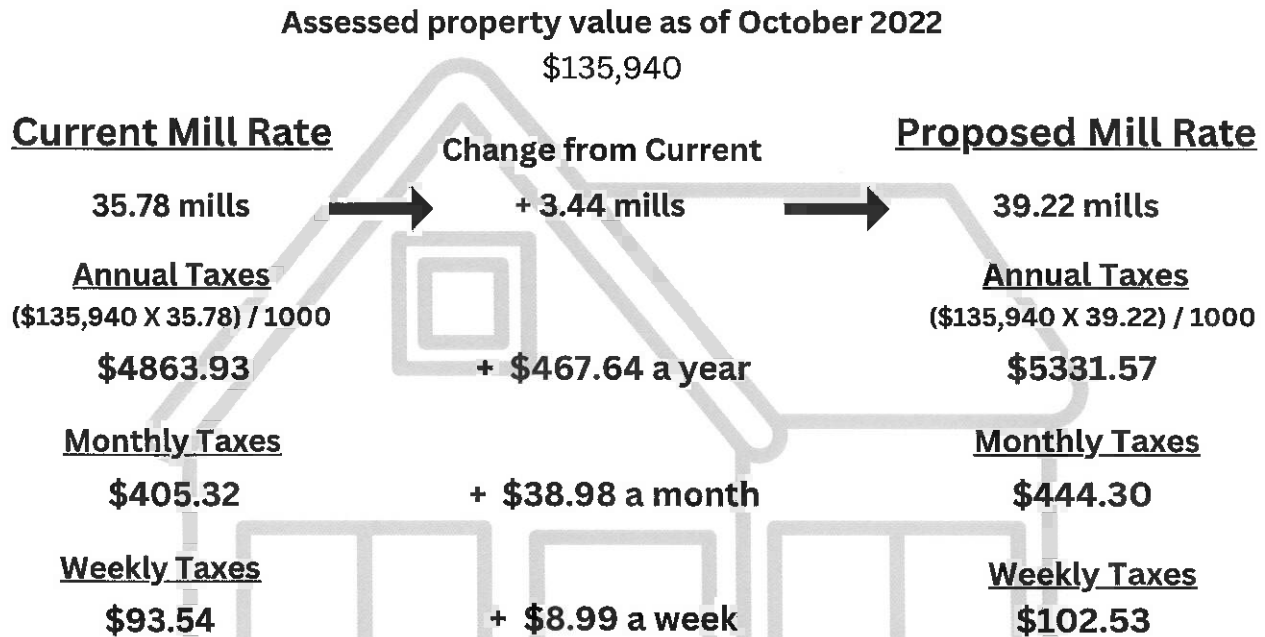 Assessed property value as of October 2022
$135,940
Current Mill Rate
Change from Current
Proposed Mill Rate
35.78 mills
+ 3.44 mills
39.22 mills
Annual Taxes
Annual Taxes
($135,940 X 35.78) / 1000
($135,940 X 39.22) / 1000
$4863.93
+ $467.64 a year
$5331.57
Monthly Taxes
Monthly Taxes
$405.32
+ $38.98 a month
$444.30
Weekly Taxes
Weekly Taxes
$93.54
+ $8.99 a week
$102.53